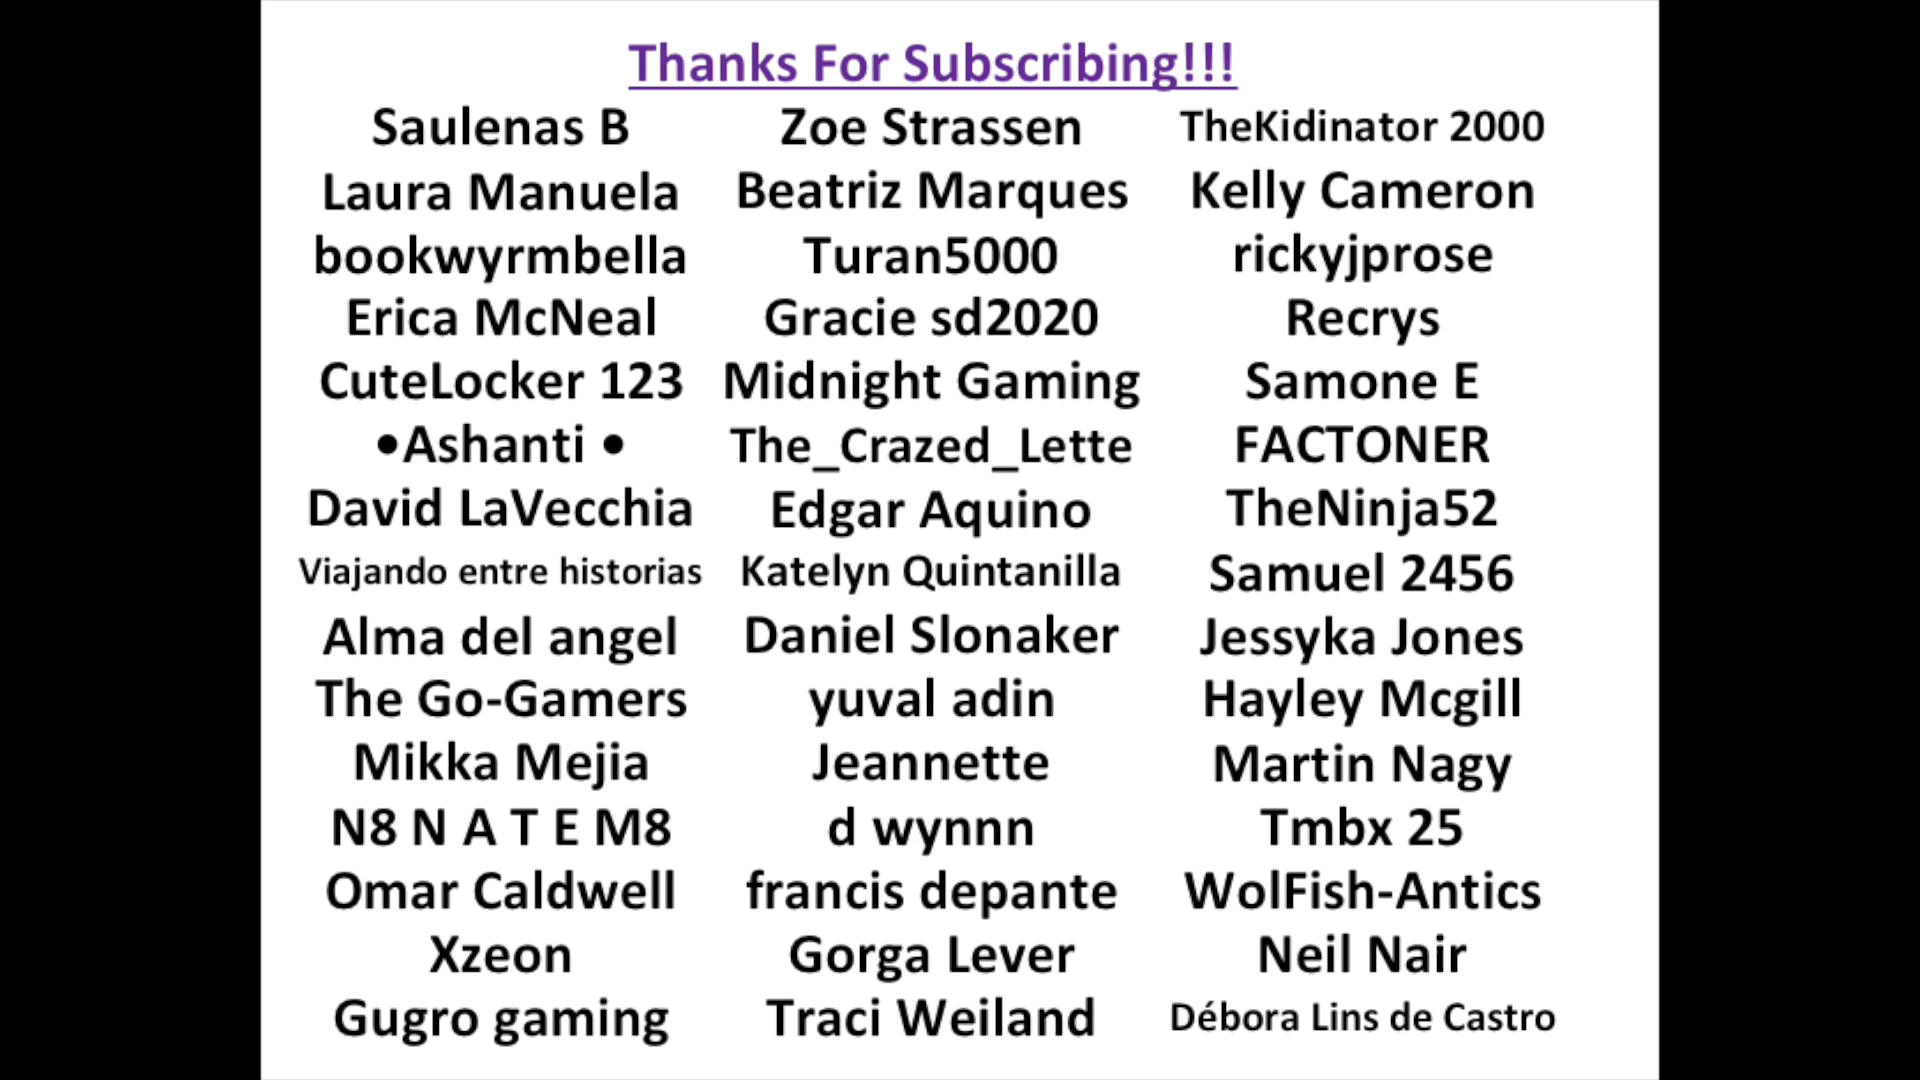 Thanks For Subscribing!!!
Saulenas B Zoe Strassen TheKidinator 2000
Laura Manuela Beatriz Marques Kelly Cameron
bookwyrmbella Turan5000 rickyjprose
Erica McNeal Gracie sd2020 Recrys
CuteLocker 123 Midnight Gaming Samone E
•Ashanti • The_Crazed_Lette FACTONER
David LaVecchia Edgar Aquino TheNinja52
Viajando entre historias Katelyn Quintanilla Samuel 2456
Alma del angel Daniel Slonaker Jessyka Jones
The Go-Gamers yuval adin Hayley Mcgill
Mikka Mejia Jeannette Martin Nagy
N8 N A T E M8 d wynnn Tmbx 25
Omar Caldwell francis depante WolFish-Antics
Xzeon Gorga Lever Neil Nair
Gugro gaming Traci Weiland Débora Lins de Castro